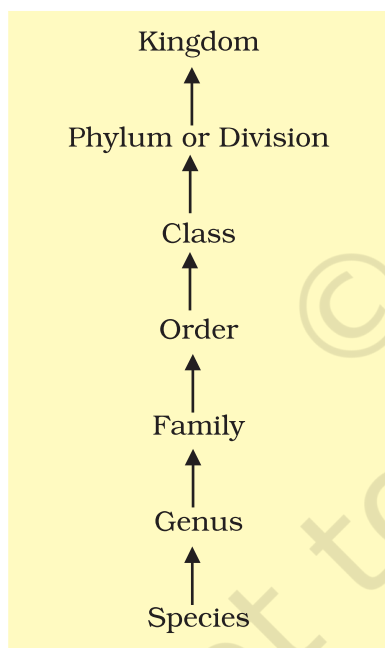 Kingdom
Phylum or Division
Class
Order
Family
Genus
Species